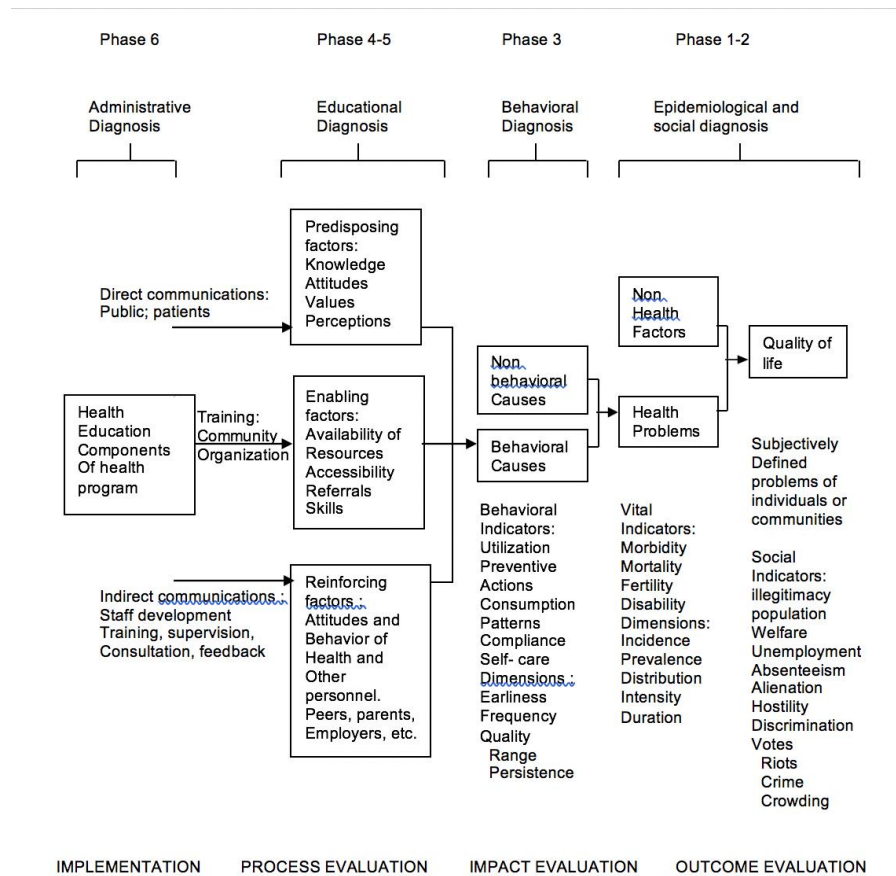 Phase 6
Phase 4-5
Phase 3
Phase 1-2
Administrative
Diagnosis
Educational
Diagnosis
Behavioral
Diagnosis
Epidemiological and
social diagnosis
Direct communications:
Public; patients
Predisposing
factors:
Knowledge
Attitudes
Values
Perceptions
Health
Education
Components
Of health
program
Training:
Community
Organization
Enabling
factors:
Availability of
Resources
Accessibility
Referrals
Skills
Indirect communications :
Staff development
Training, supervision,
Consultation, feedback
Reinforcing
factors :
Attitudes and
Behavior of
Health and
Other
personnel.
Peers, parents,
Employers, etc.
Non
behavioral
Causes
Behavioral
Causes
Behavioral
Indicators:
Utilization
Preventive
Actions
Consumption
Patterns
Compliance
Self- care
Dimensions :
Earliness
Frequency
Quality
Range
Persistence
Non
Health
Factors
Health
Problems
Vital
Indicators:
Morbidity
Mortality
Fertility
Disability
Dimensions:
Incidence
Prevalence
Distribution
Intensity
Duration
Quality of
life
Subjectively
Defined
problems of
individuals or
communities
Social
Indicators:
illegitimacy
population
Welfare
Unemployment
Absenteeism
Alienation
Hostility
Discrimination
Votes
Riots
Crime
Crowding
IMPLEMENTATION
PROCESS EVALUATION
IMPACT EVALUATION
OUTCOME EVALUATION